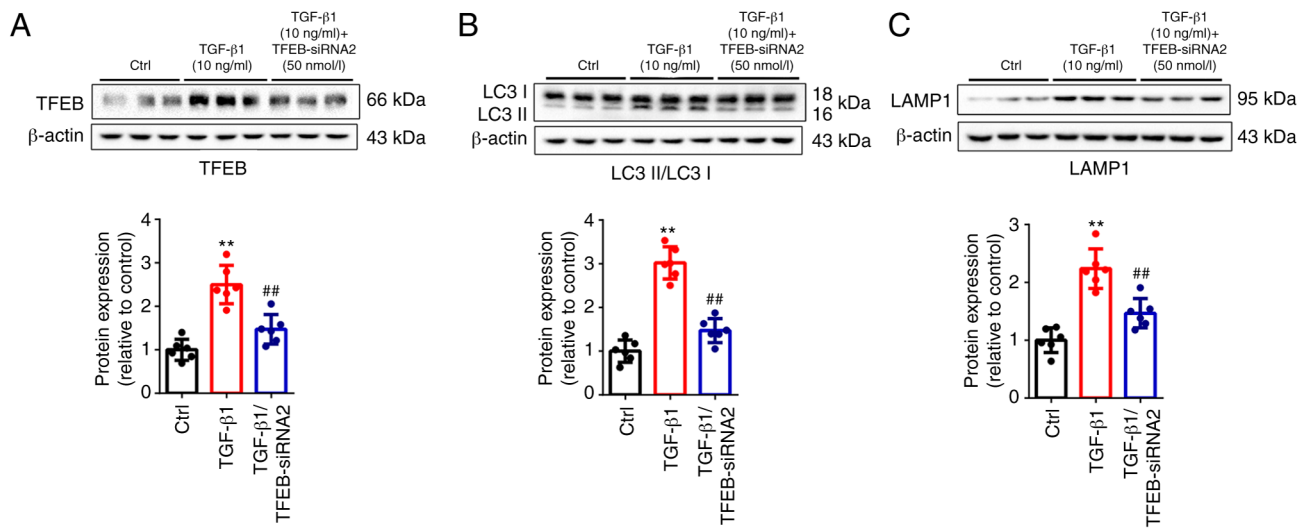 A
Ctrl
TGF-β1
(10 ng/ml)
TGF-β1
(10 ng/ml)+
TFEB-siRNA2
(50 nmol/l)
TFEB
66 kDa
β-actin
43 kDa
TFEB
Protein expression
(relative to control)
4
3
2
1
0
**
##
Ctrl
TGF-β1
TGF-β1/
TFEB-siRNA2
B
Ctrl
TGF-β1
(10 ng/ml)
TGF-β1
(10 ng/ml)+
TFEB-siRNA2
(50 nmol/l)
LC3 I
LC3 II
18
kDa
16
β-actin
43 kDa
LC3 II/LC3 I
Protein expression
(relative to control)
4
3
2
1
0
**
##
Ctrl
TGF-β1
TGF-β1/
TFEB-siRNA2
C
Ctrl
TGF-β1
(10 ng/ml)
TGF-β1
(10 ng/ml)+
TFEB-siRNA2
(50 nmol/l)
LAMP1
95 kDa
β-actin
43 kDa
LAMP1
Protein expression
(relative to control)
3
2
1
0
**
##
Ctrl
TGF-β1
TGF-β1/
TFEB-siRNA2